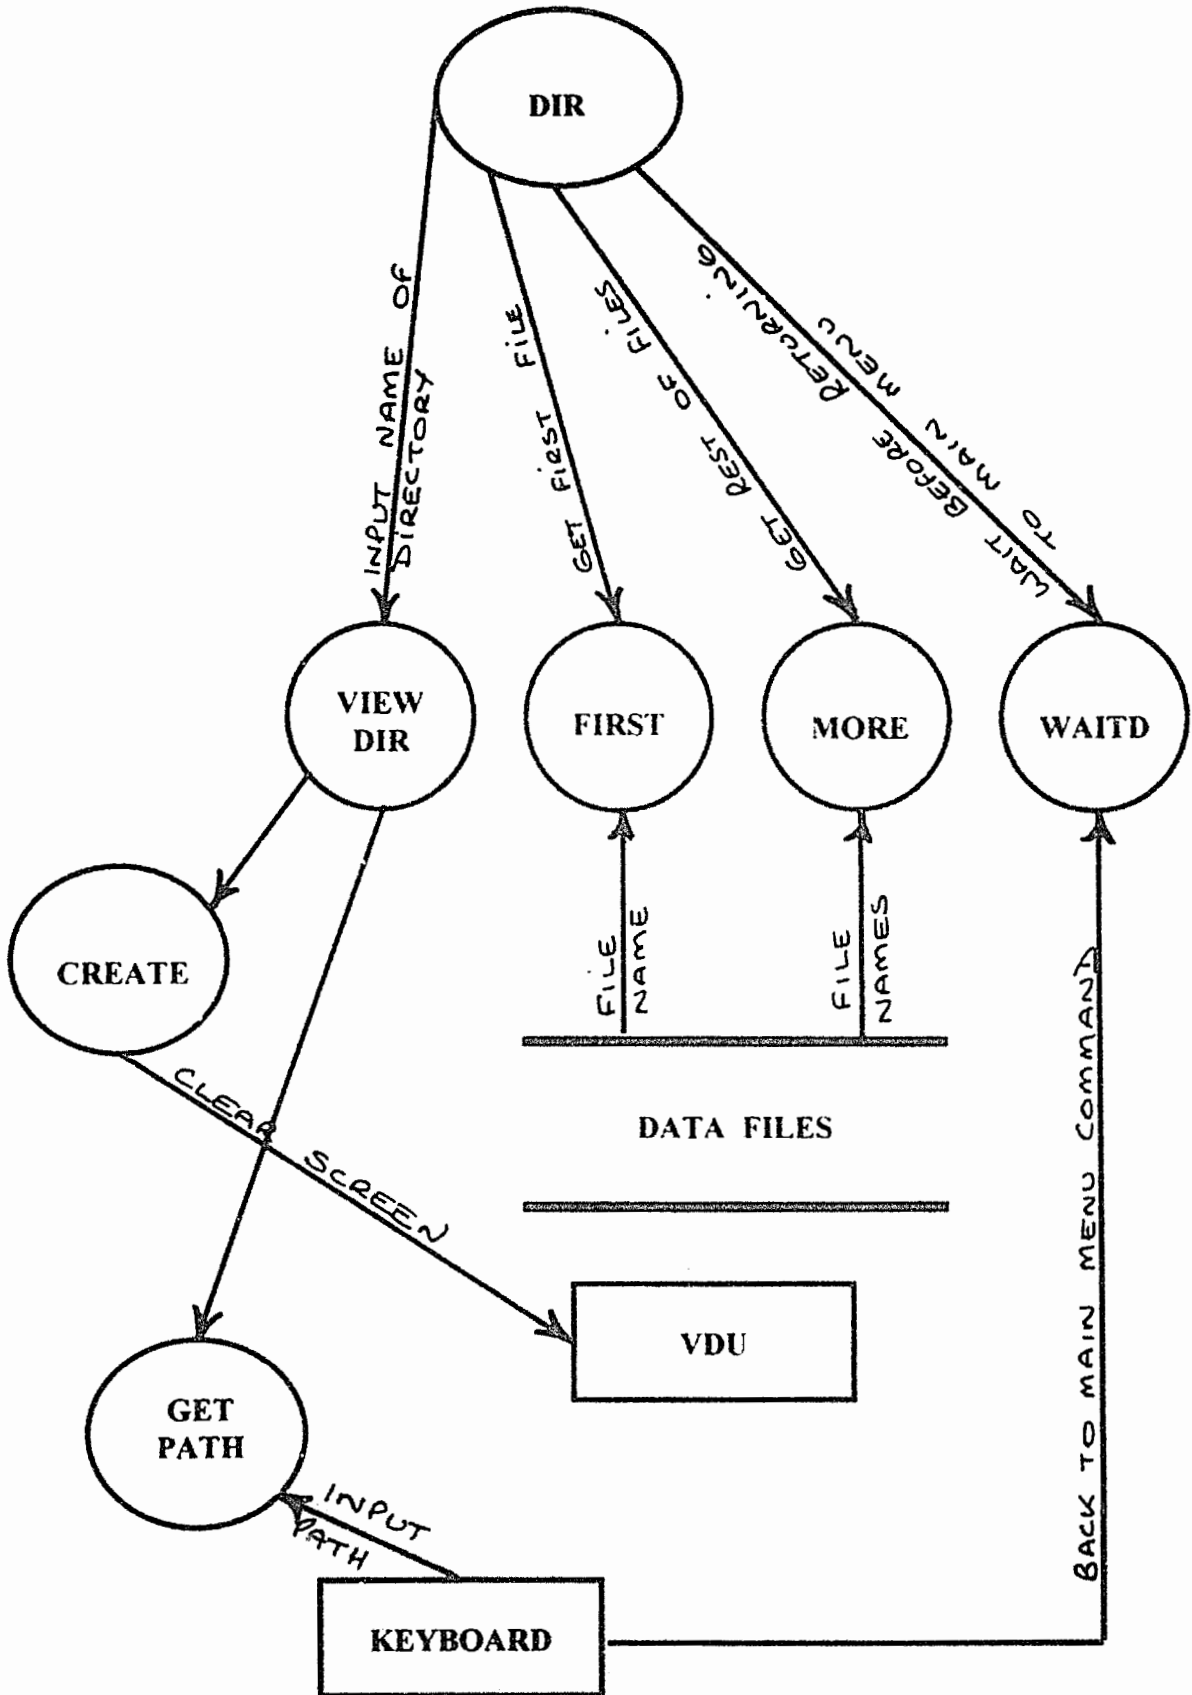 DIR
INPUT NAME OF
DIRECTORY
GET FIRST FILE
GET REST OF FILES
WAIT BEFORE RETURNING
TO MAIN MENU
VIEW
DIR
FIRST
MORE
WAITD
CREATE
FILE
NAME
FILE
NAMES
CLEAR SCREEN
DATA FILES
BACK TO MAIN MENU COMMAND
VDU
GET
PATH
INPUT
PATH
KEYBOARD